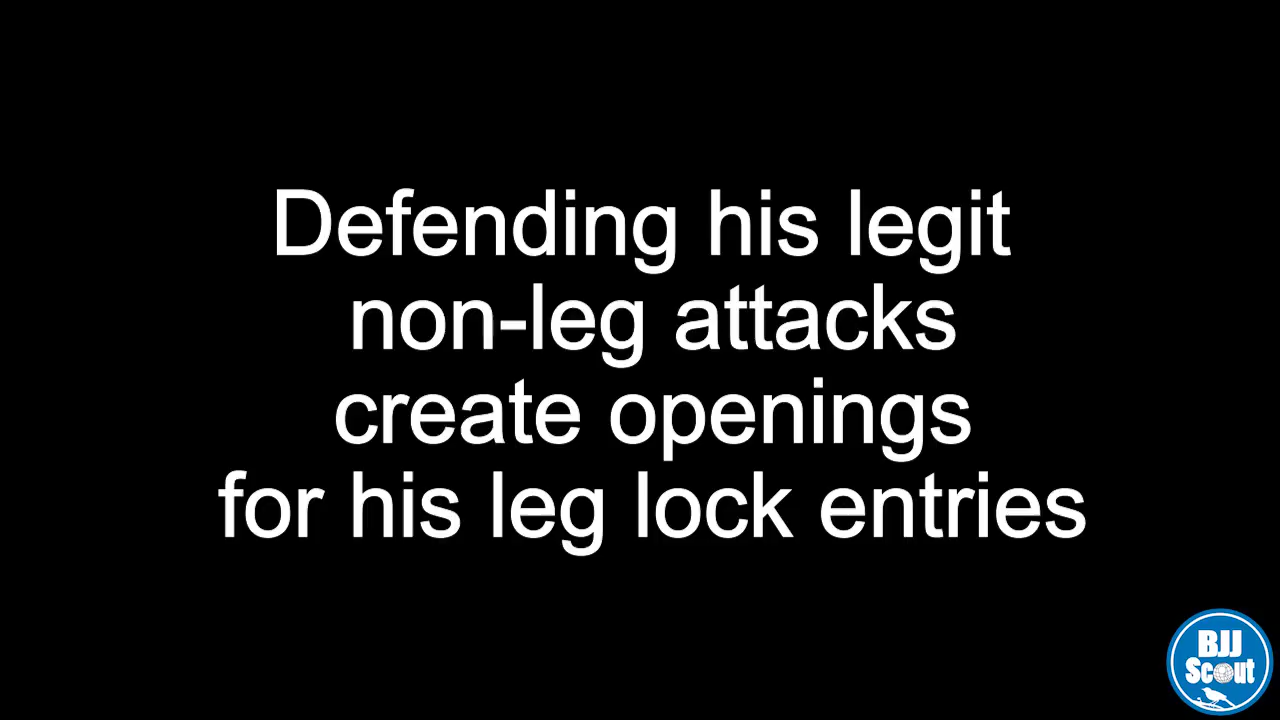 Defending his legit
non-leg attacks
create openings
for his leg lock entries
BJJ
Scout